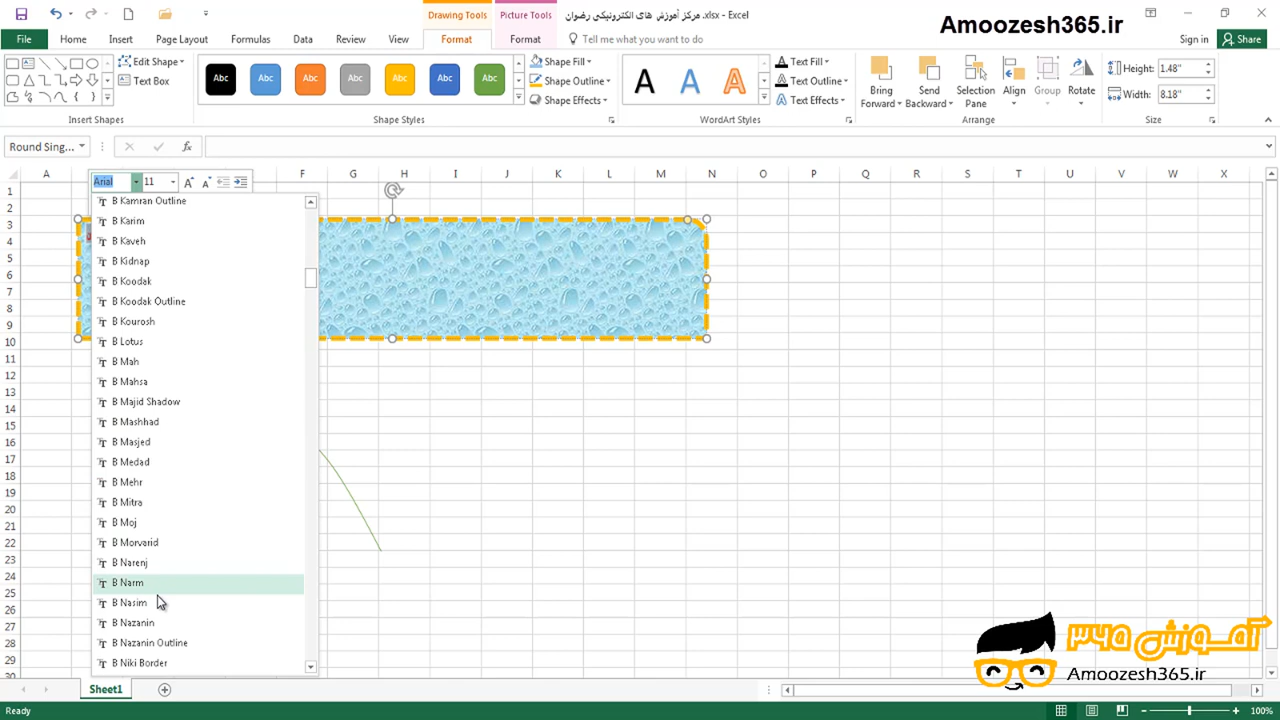 Drawing Tools
Picture Tools
مرکز آموزش های الکترونیکی رضوان .xlsx - Excel
Amoozesh365.ir
File
Home
Insert
Page Layout
Formulas
Data
Review
View
Format
Format
Tell me what you want to do
Sign in
Share
Edit Shape
Text Box
Insert Shapes
Abc Abc Abc Abc Abc Abc Abc
Shape Fill
Shape Outline
Shape Effects
Shape Styles
A A A
Text Fill
Text Outline
Text Effects
WordArt Styles
Bring Forward
Send Backward
Selection Pane
Align
Group
Rotate
Arrange
Height: 1.48"
Width: 8.18"
Size
Round Sing...
fx
A F G H I J K L M N O P Q R S T U V W X
Arial 11
1
2
3
4
5
6
7
8
9
10
11
12
13
14
15
16
17
18
19
20
21
22
23
24
25
26
27
28
29
30
B Kamran Outline
B Karim
B Kaveh
B Kidnap
B Koodak
B Koodak Outline
B Kourosh
B Lotus
B Mah
B Mahsa
B Majid Shadow
B Mashhad
B Masjed
B Medad
B Mehr
B Mitra
B Moj
B Morvarid
B Narenj
B Narm
B Nasim
B Nazanin
B Nazanin Outline
B Niki Border
آموزش ۳۶۵
Amoozesh365.ir
Sheet1
Ready
100%